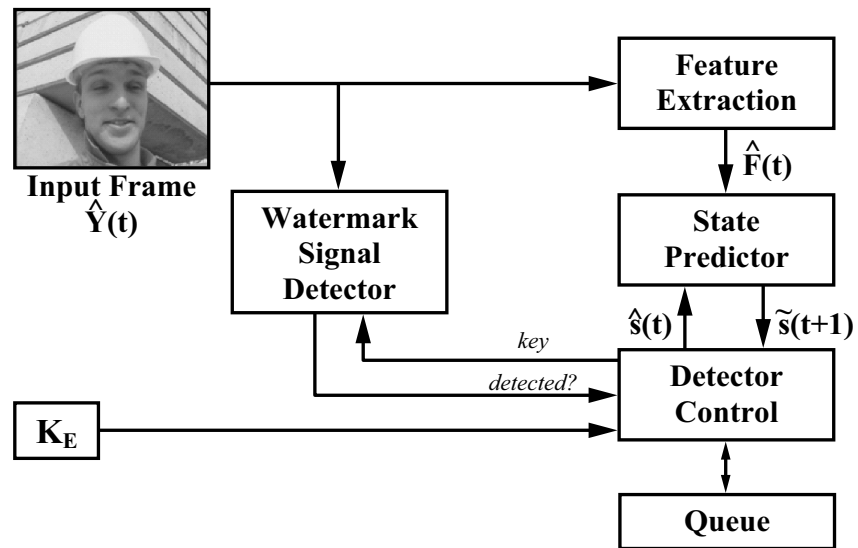 Feature
Extraction
Input Frame
Ŷ(t)
F̂(t)
Watermark
Signal
Detector
State
Predictor
ŝ(t)
s̃(t+1)
key
detected?
Detector
Control
K_E
Queue